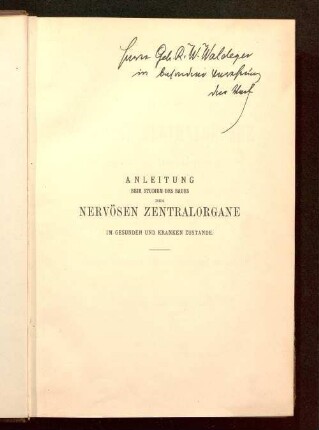 Herrn Geh. R. W. Waldeyer
in besonderer Verehrung
der Verf.
ANLEITUNG
BEIM STUDIUM DES BAUES
DER
NERVÖSEN ZENTRALORGANE
IM GESUNDEN UND KRANKEN ZUSTANDE.